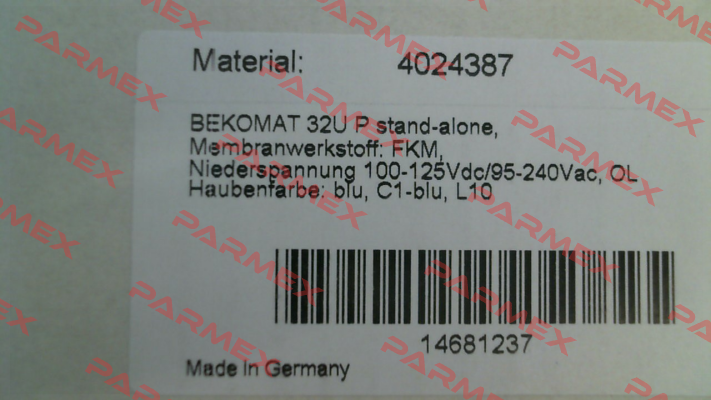 Material: 4024387
BEKOMAT 32U P stand-alone,
Membranwerkstoff: FKM,
Niederspannung 100-125Vdc/95-240Vac, OL
Haubenfarbe: blu, C1-blu, L10
14681237
Made In Germany
PARMEX